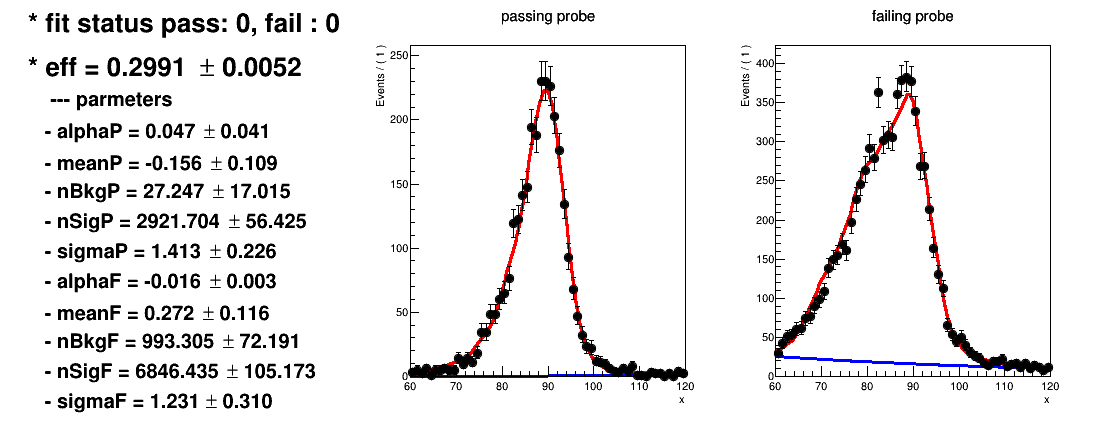 * fit status pass: 0, fail : 0
* eff = 0.2991 ± 0.0052
--- parmeters
- alphaP = 0.047 ± 0.041
- meanP = -0.156 ± 0.109
- nBkgP = 27.247 ± 17.015
- nSigP = 2921.704 ± 56.425
- sigmaP = 1.413 ± 0.226
- alphaF = -0.016 ± 0.003
- meanF = 0.272 ± 0.116
- nBkgF = 993.305 ± 72.191
- nSigF = 6846.435 ± 105.173
- sigmaF = 1.231 ± 0.310
passing probe
Events / ( 1 )
250
200
150
100
50
0
60 70 80 90 100 110 120
x
failing probe
Events / ( 1 )
400
350
300
250
200
150
100
50
0
60 70 80 90 100 110 120
x